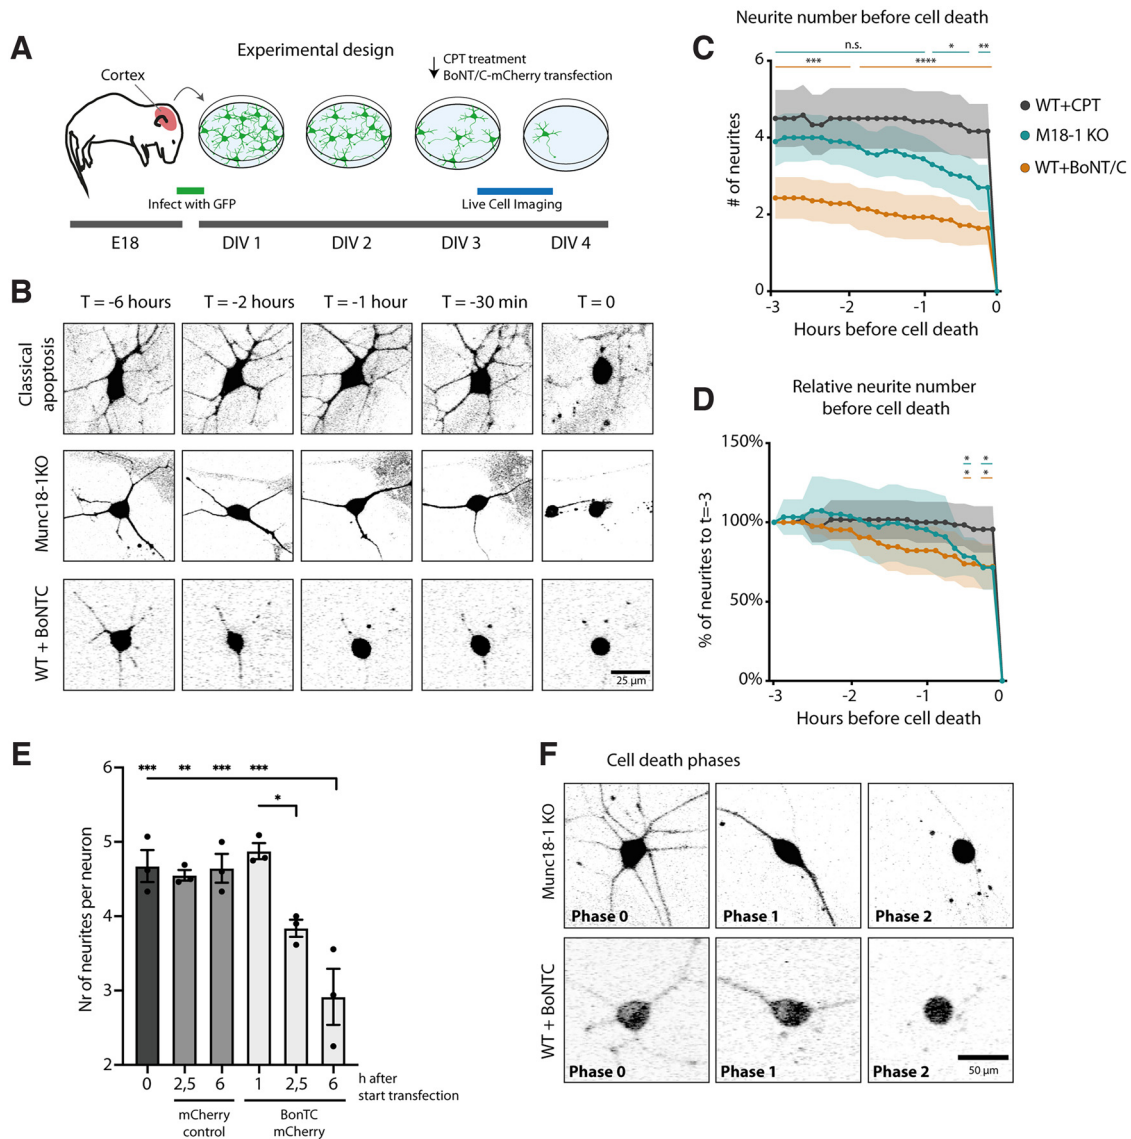 A
Experimental design
Cortex
CPT treatment
BoNT/C-mCherry transfection
Infect with GFP
Live Cell Imaging
E18
DIV 1
DIV 2
DIV 3
DIV 4
B
T = -6 hours
T = -2 hours
T = -1 hour
T = -30 min
T = 0
Classical
apoptosis
Munc18-1KO
WT + BoNTC
25 µm
C
Neurite number before cell death
n.s.
*
**
***
****
# of neurites
6
4
2
0
-3
-2
-1
0
Hours before cell death
WT+CPT
M18-1 KO
WT+BoNT/C
D
Relative neurite number
before cell death
% of neurites to t=-3
150%
100%
50%
0%
* *
* *
-3
-2
-1
0
Hours before cell death
E
Nr of neurites per neuron
6
5
4
3
2
***
**
***
***
*
0
2,5
6
1
2,5
6
h after
start transfection
mCherry
control
BonTC
mCherry
F
Cell death phases
Munc18-1 KO
Phase 0
Phase 1
Phase 2
WT + BoNTC
Phase 0
Phase 1
Phase 2
50 µm